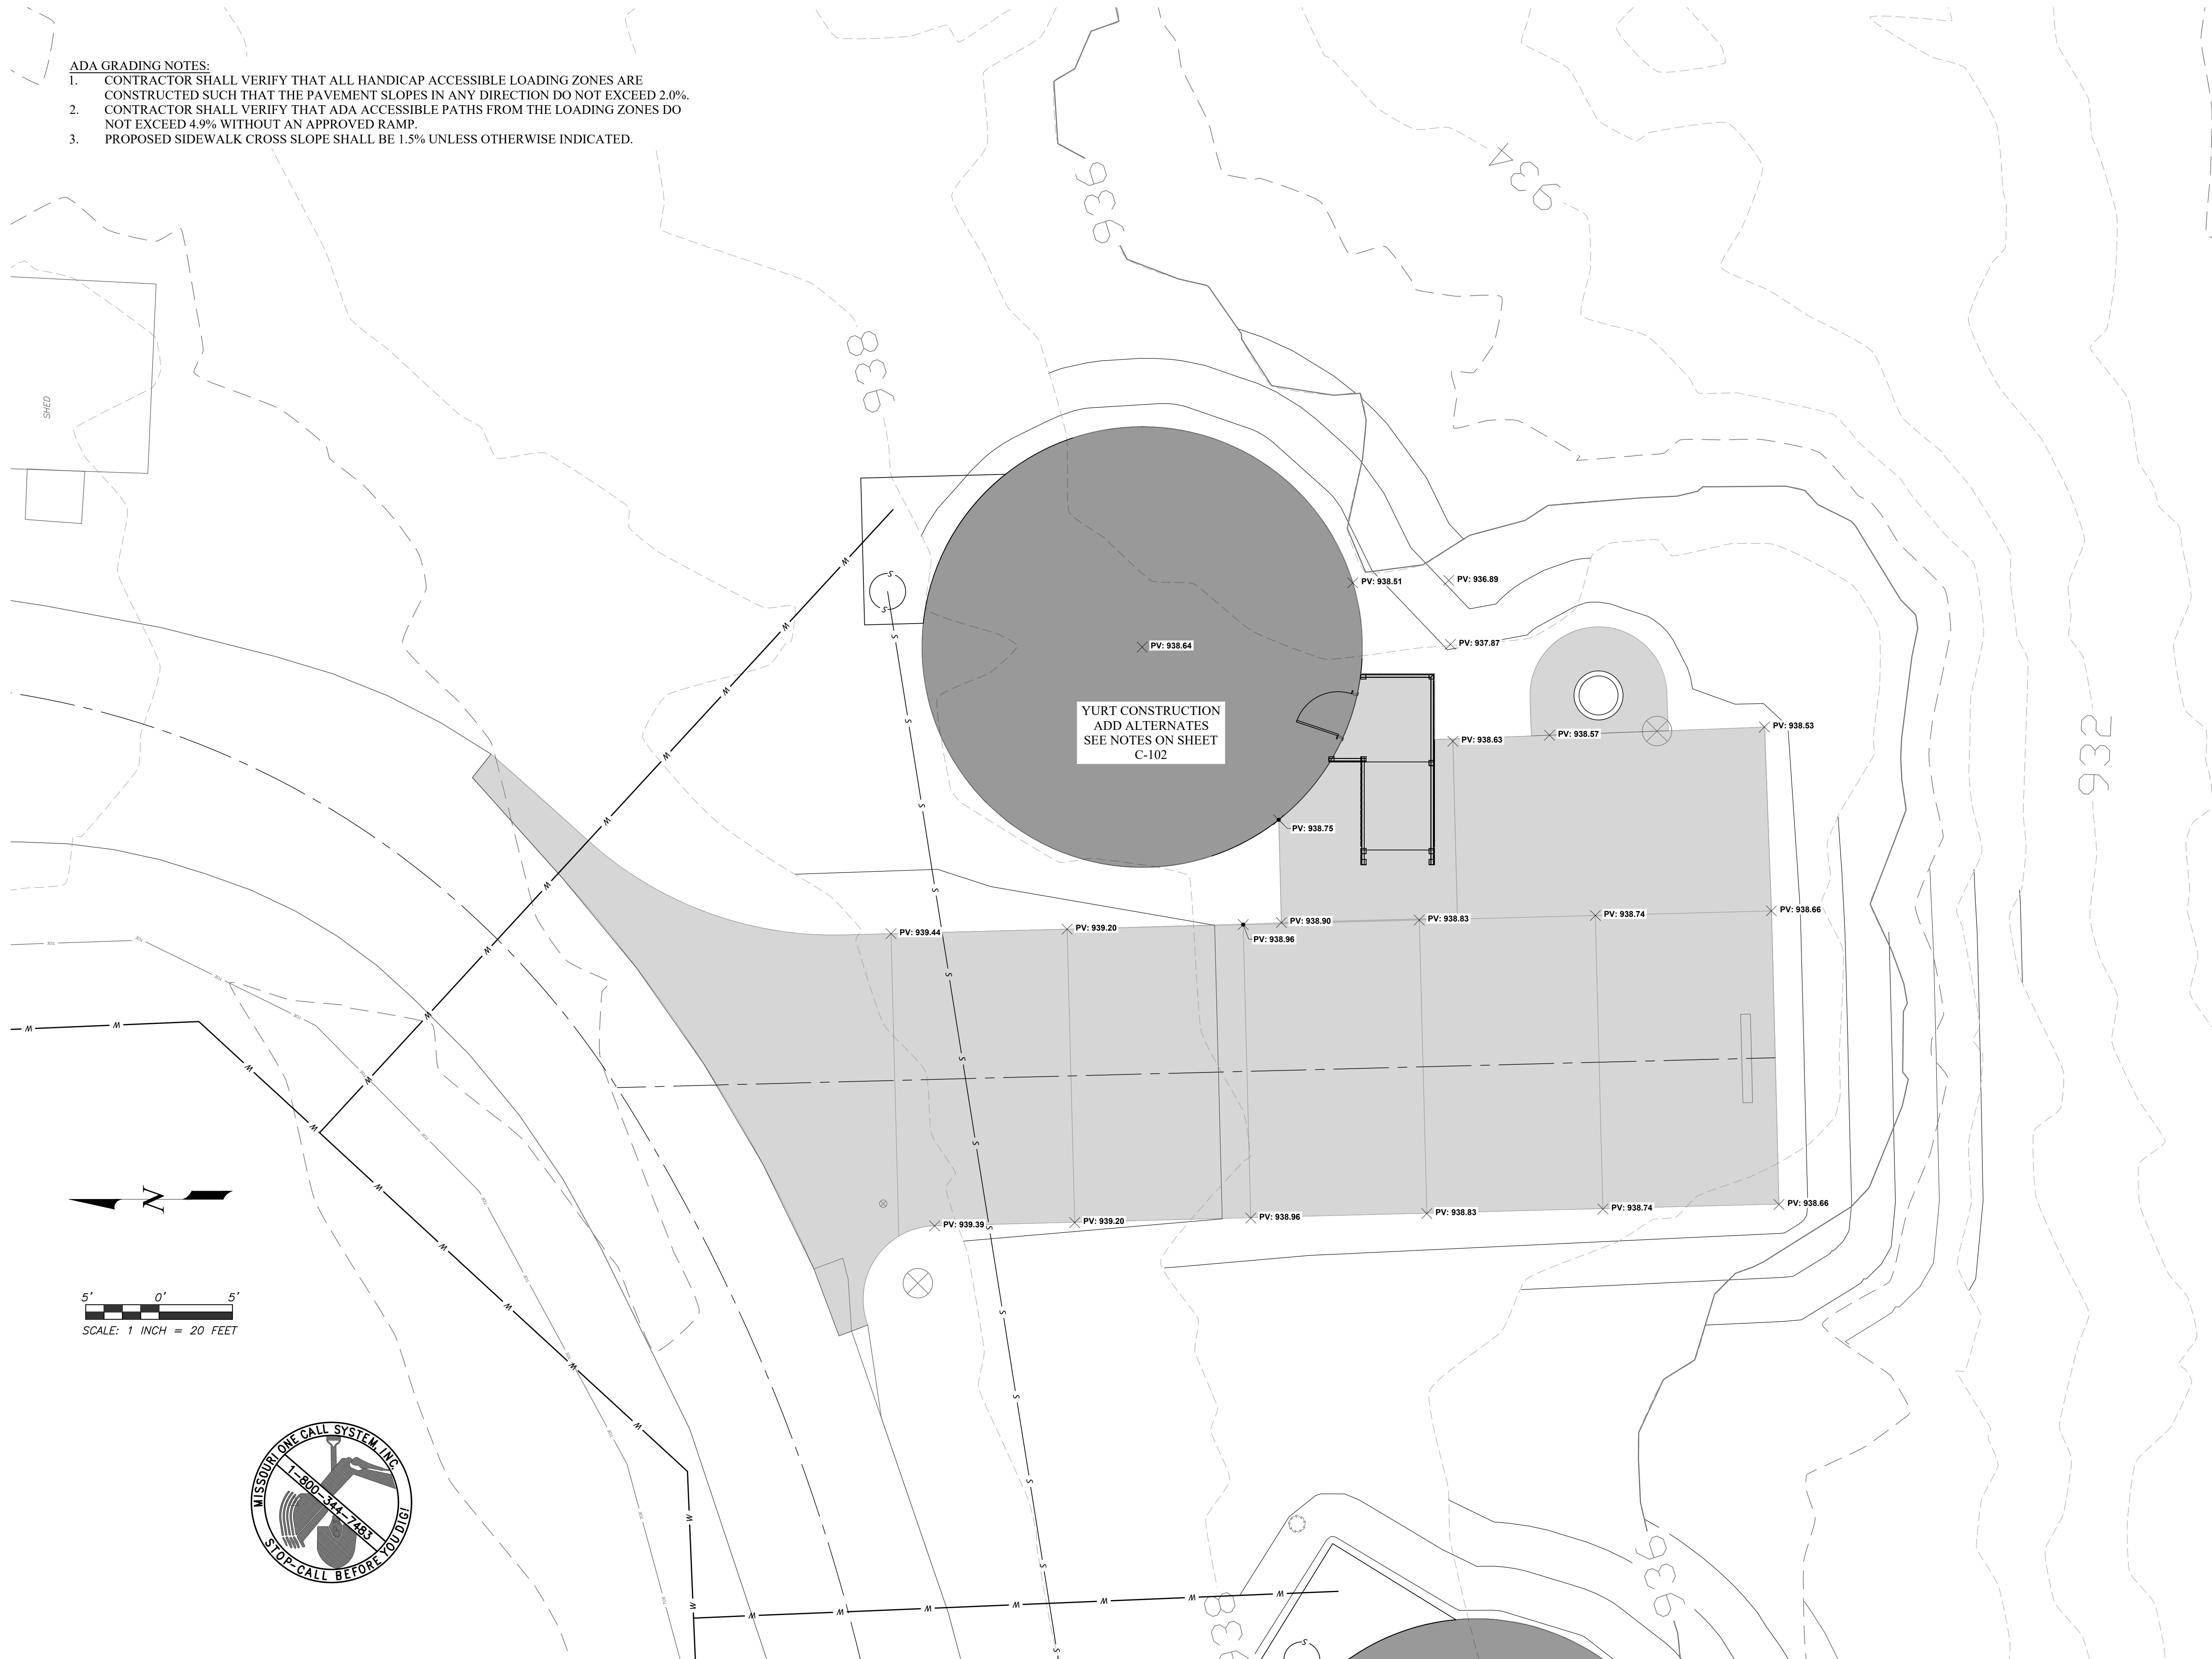 ADA GRADING NOTES:
1. CONTRACTOR SHALL VERIFY THAT ALL HANDICAP ACCESSIBLE LOADING ZONES ARE
CONSTRUCTED SUCH THAT THE PAVEMENT SLOPES IN ANY DIRECTION DO NOT EXCEED 2.0%.
2. CONTRACTOR SHALL VERIFY THAT ADA ACCESSIBLE PATHS FROM THE LOADING ZONES DO
NOT EXCEED 4.9% WITHOUT AN APPROVED RAMP.
3. PROPOSED SIDEWALK CROSS SLOPE SHALL BE 1.5% UNLESS OTHERWISE INDICATED.
934
936
938
SHED
PV: 938.51
PV: 936.89
PV: 937.87
PV: 938.64
YURT CONSTRUCTION
ADD ALTERNATES
SEE NOTES ON SHEET
C-102
PV: 938.53
PV: 938.57
PV: 938.63
932
PV: 938.75
PV: 938.66
PV: 938.74
PV: 938.83
PV: 938.90
PV: 939.20
PV: 939.44
PV: 938.96
PV: 938.66
PV: 938.74
PV: 938.83
PV: 938.96
PV: 939.20
PV: 939.39
N
5' 0' 5'
SCALE: 1 INCH = 20 FEET
MISSOURI ONE CALL SYSTEM, INC.
1-800-344-7483
STOP-CALL BEFORE YOU DIG!
936
938
W
S